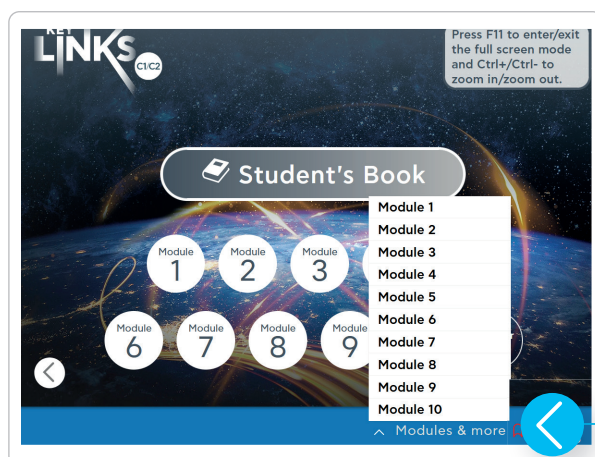 KEY
LINKS
C1/C2
Press F11 to enter/exit
the full screen mode
and Ctrl+/Ctrl- to
zoom in/zoom out.
Student's Book
Module
1
Module
2
Module
3
Module
6
Module
7
Module
8
Module
9
Module 1
Module 2
Module 3
Module 4
Module 5
Module 6
Module 7
Module 8
Module 9
Module 10
Modules & more